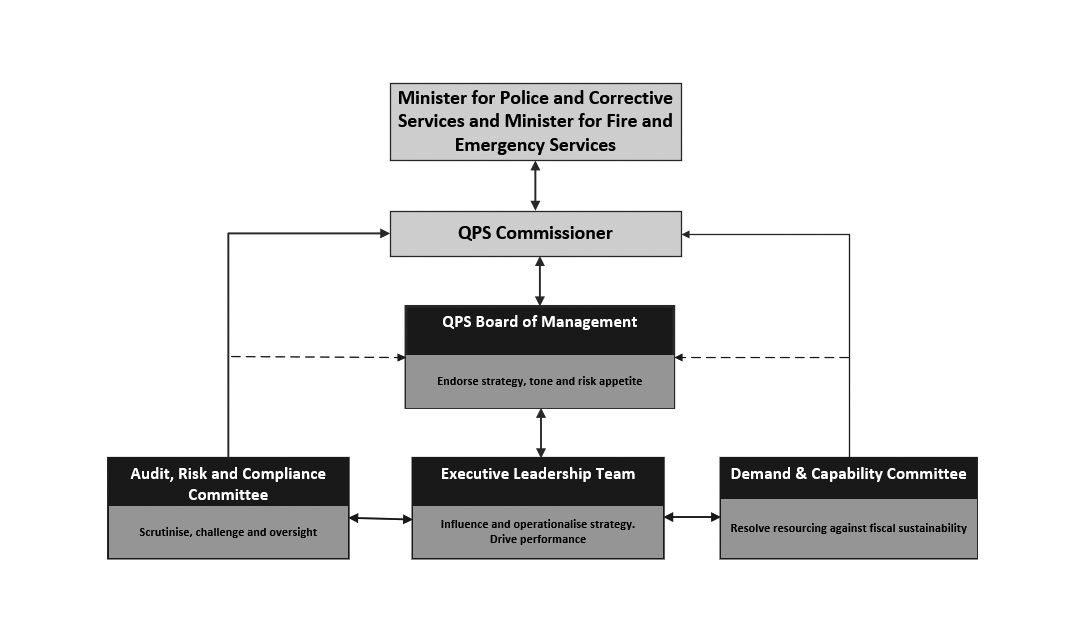 Minister for Police and Corrective
Services and Minister for Fire and
Emergency Services
QPS Commissioner
QPS Board of Management
Endorse strategy, tone and risk appetite
Audit, Risk and Compliance
Committee
Scrutinise, challenge and oversight
Executive Leadership Team
Influence and operationalise strategy.
Drive performance
Demand & Capability Committee
Resolve resourcing against fiscal sustainability